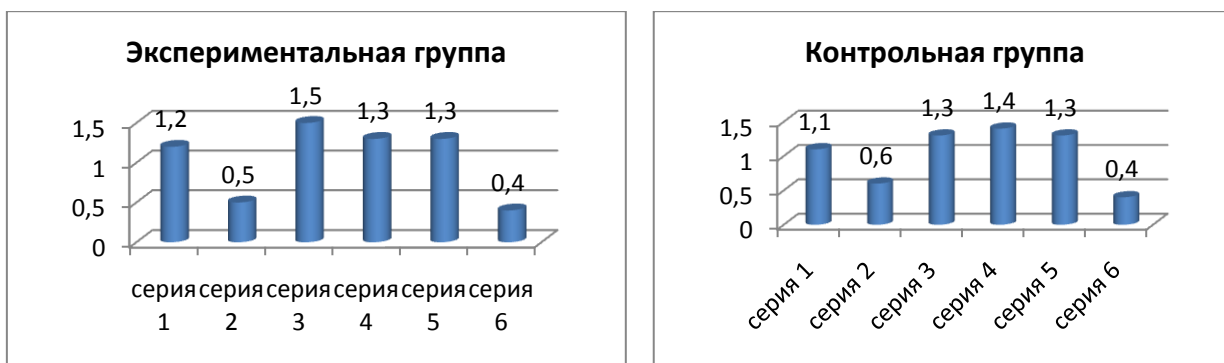 Экспериментальная группа
1,5
1
0,5
0
1,2
0,5
1,5
1,3
1,3
0,4
серия 1
серия 2
серия 3
серия 4
серия 5
серия 6
Контрольная группа
1,5
1
0,5
0
1,1
0,6
1,3
1,4
1,3
0,4
серия 1
серия 2
серия 3
серия 4
серия 5
серия 6